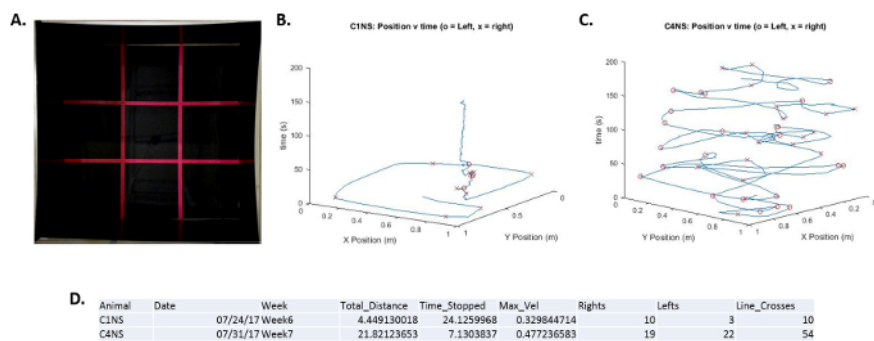 A.
B.
C.
C1NS: Position v time (o = Left, x = right)
C4NS: Position v time (o = Left, x = right)
200
150
100
50
0
time (s)
0
0.2
0.4
0.6
0.8
1
X Position (m)
1
0.5
0
Y Position (m)
200
150
100
50
0
time (s)
0
0.2
0.4
0.6
0.8
1
Y Position (m)
1
0.8
0.6
0.4
0.2
0
X Position (m)
D.
Animal Date Week Total_Distance Time_Stopped Max_Vel Rights Lefts Line_Crosses
C1NS 07/24/17 Week6 4.449130018 24.1259968 0.329844714 10 3 10
C4NS 07/31/17 Week7 21.82123653 7.1303837 0.477236583 19 22 54